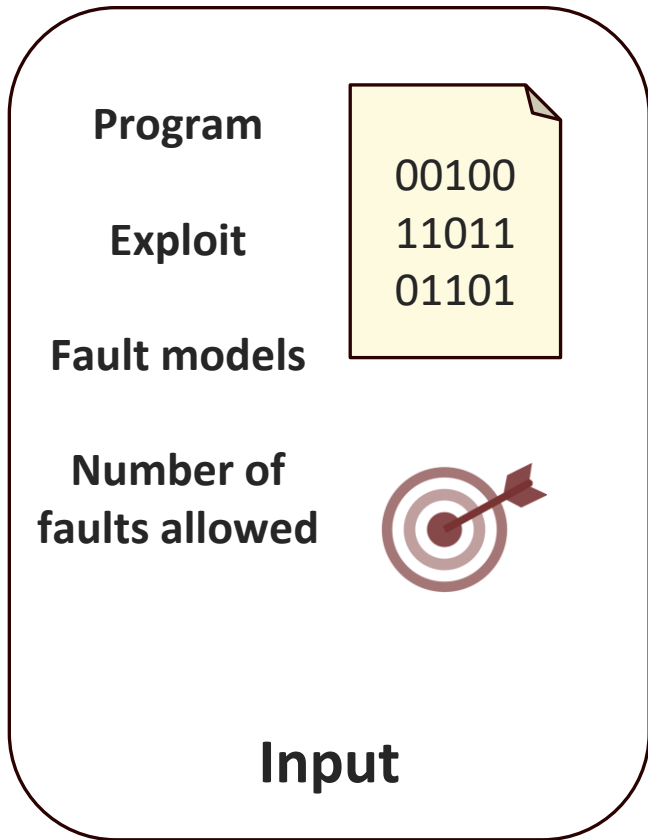 Program
Exploit
Fault models
Number of
faults allowed
00100
11011
01101
Input